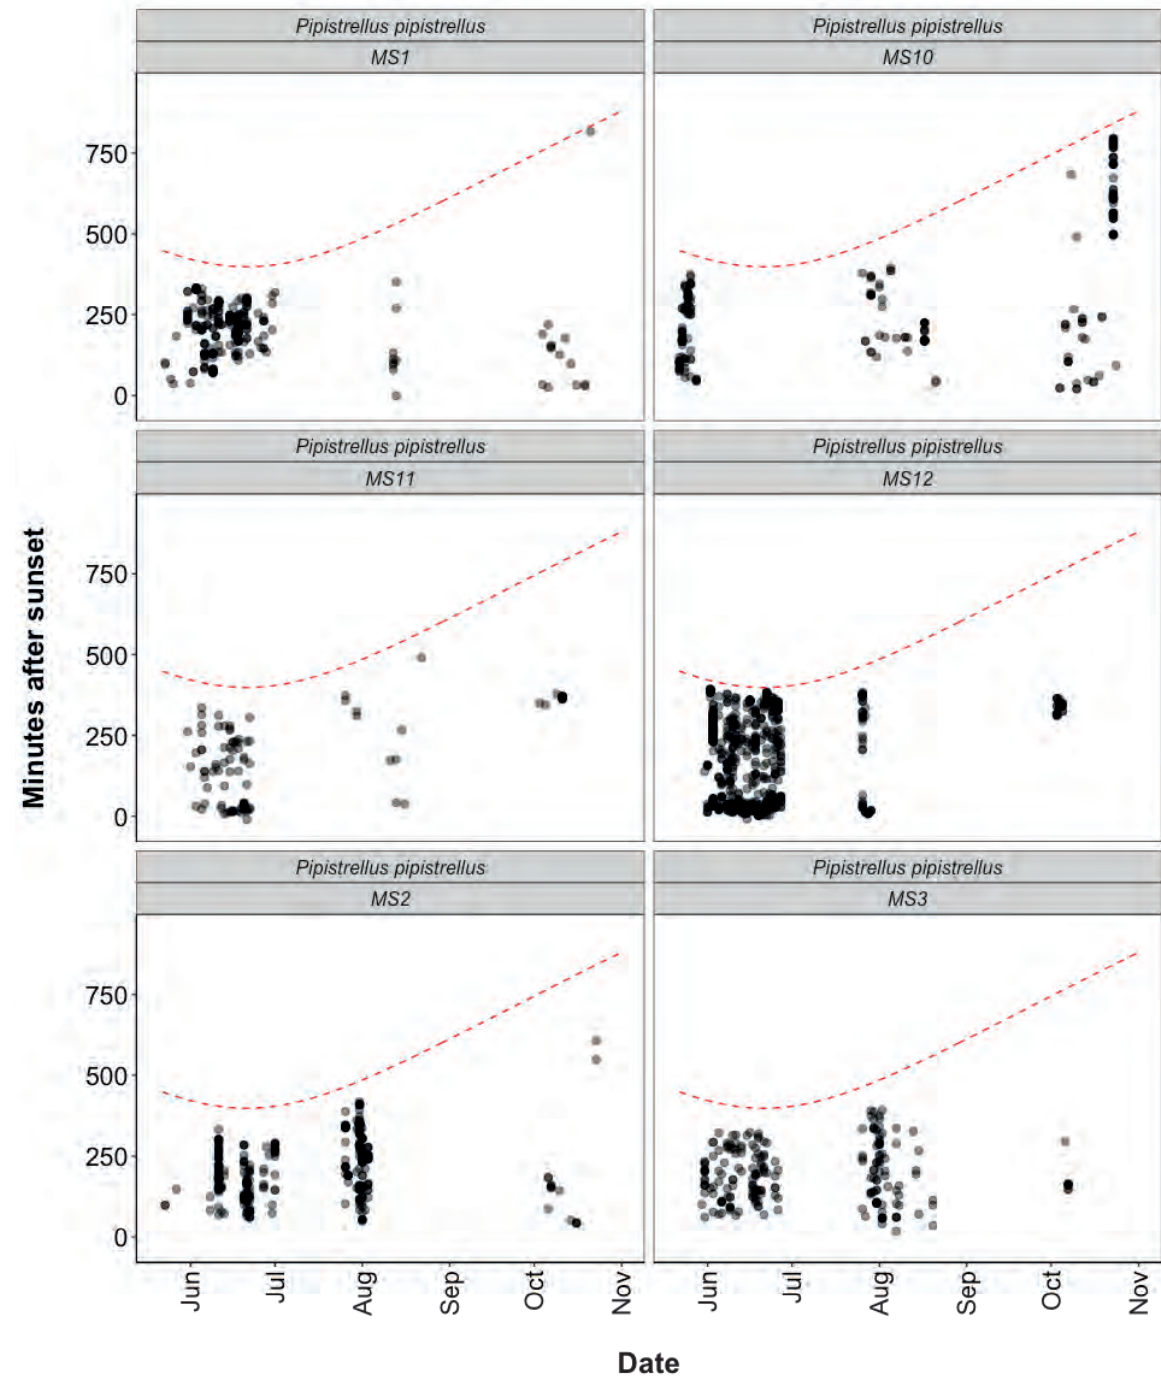 Pipistrellus pipistrellus
MS1
Pipistrellus pipistrellus
MS10
750
500
250
0
Pipistrellus pipistrellus
MS11
Pipistrellus pipistrellus
MS12
750
500
250
0
Pipistrellus pipistrellus
MS2
Pipistrellus pipistrellus
MS3
750
500
250
0
Minutes after sunset
Jun
Jul
Aug
Sep
Oct
Nov
Jun
Jul
Aug
Sep
Oct
Nov
Date